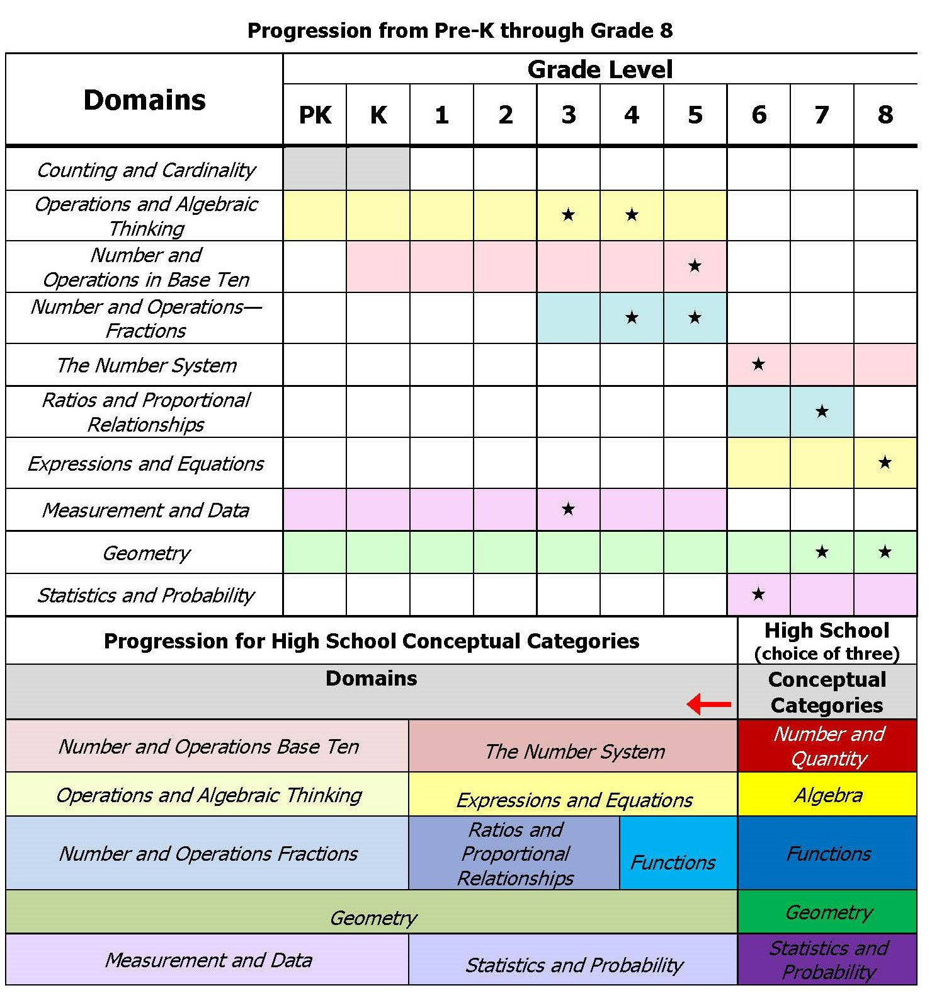 Progression from Pre-K through Grade 8
Domains
Grade Level
PK K 1 2 3 4 5 6 7 8
Counting and Cardinality
Operations and Algebraic
Thinking
★ ★
Number and
Operations in Base Ten
★
Number and Operations—
Fractions
★ ★
The Number System
★
Ratios and Proportional
Relationships
★
Expressions and Equations
★
Measurement and Data
★
Geometry
★ ★
Statistics and Probability
★
Progression for High School Conceptual Categories
High School
(choice of three)
Domains
Conceptual
Categories
Number and Operations Base Ten
The Number System
Number and
Quantity
Operations and Algebraic Thinking
Expressions and Equations
Algebra
Number and Operations Fractions
Ratios and
Proportional
Relationships
Functions
Functions
Geometry
Geometry
Measurement and Data
Statistics and Probability
Statistics and
Probability